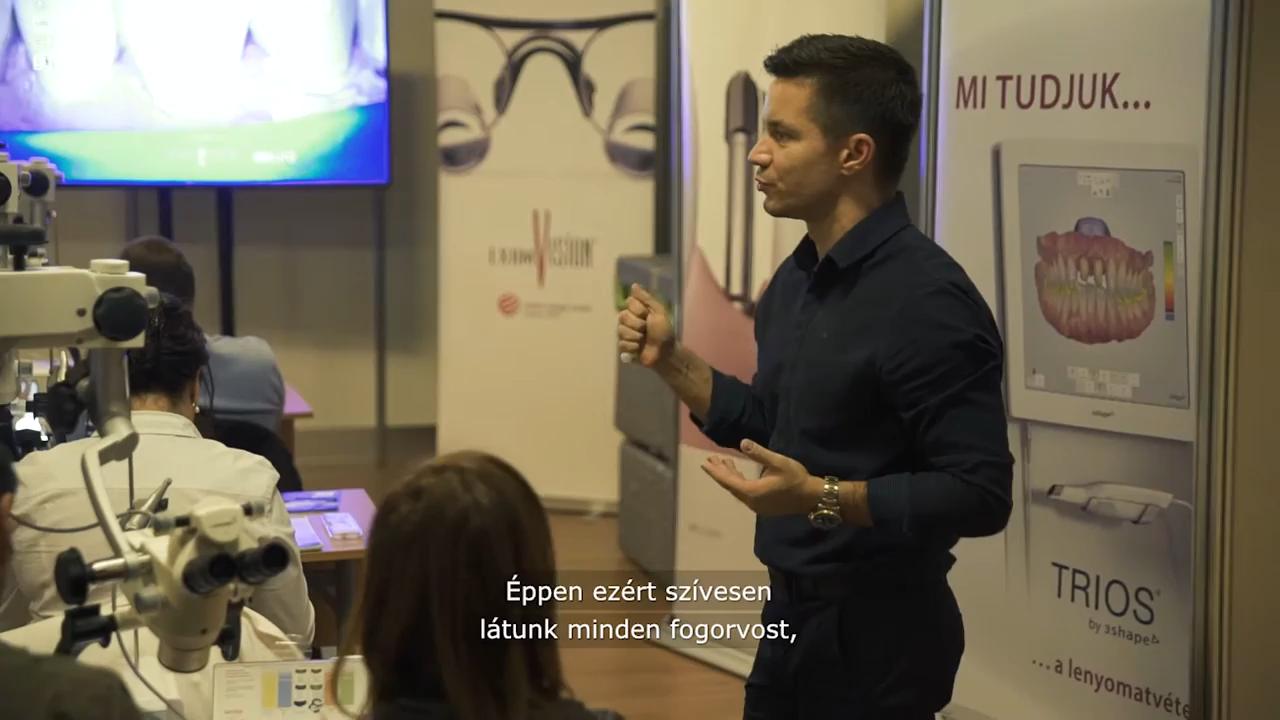 MI TUDJUK...
TRIOS
by 3shape
...a lenyomatvéte
Éppen ezért szívesen
látunk minden fogorvost,